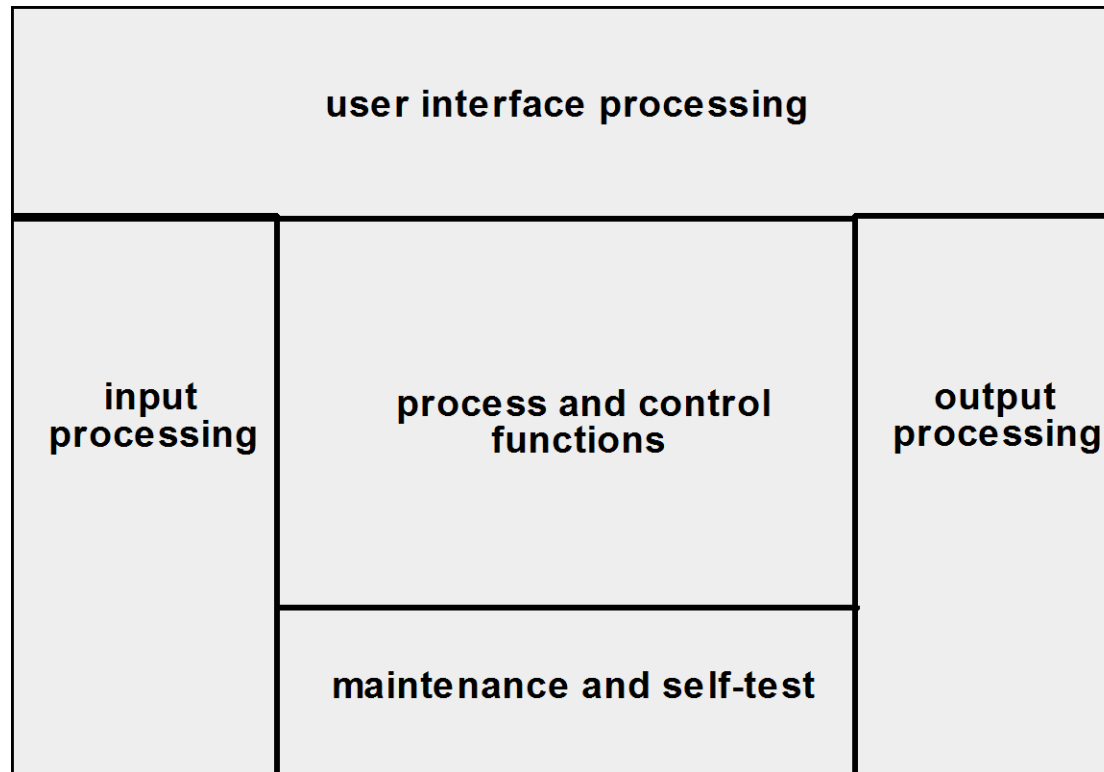 user interface processing
input
processing
process and control
functions
output
processing
maintenance and self-test